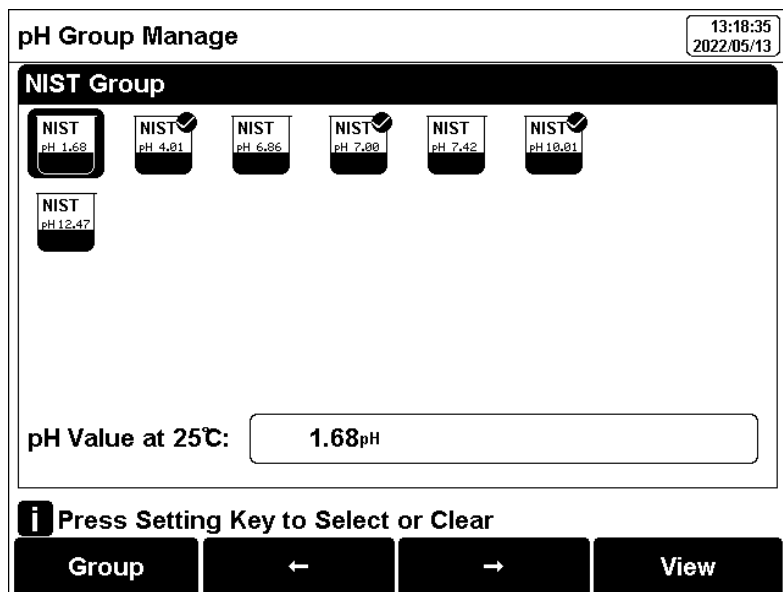 pH Group Manage
13:18:35
2022/05/13
NIST Group
NIST
pH 1.68
NIST
pH 4.01
NIST
pH 6.86
NIST
pH 7.00
NIST
pH 7.42
NIST
pH 10.01
NIST
pH 12.47
pH Value at 25℃: 1.68pH
i Press Setting Key to Select or Clear
Group ← → View